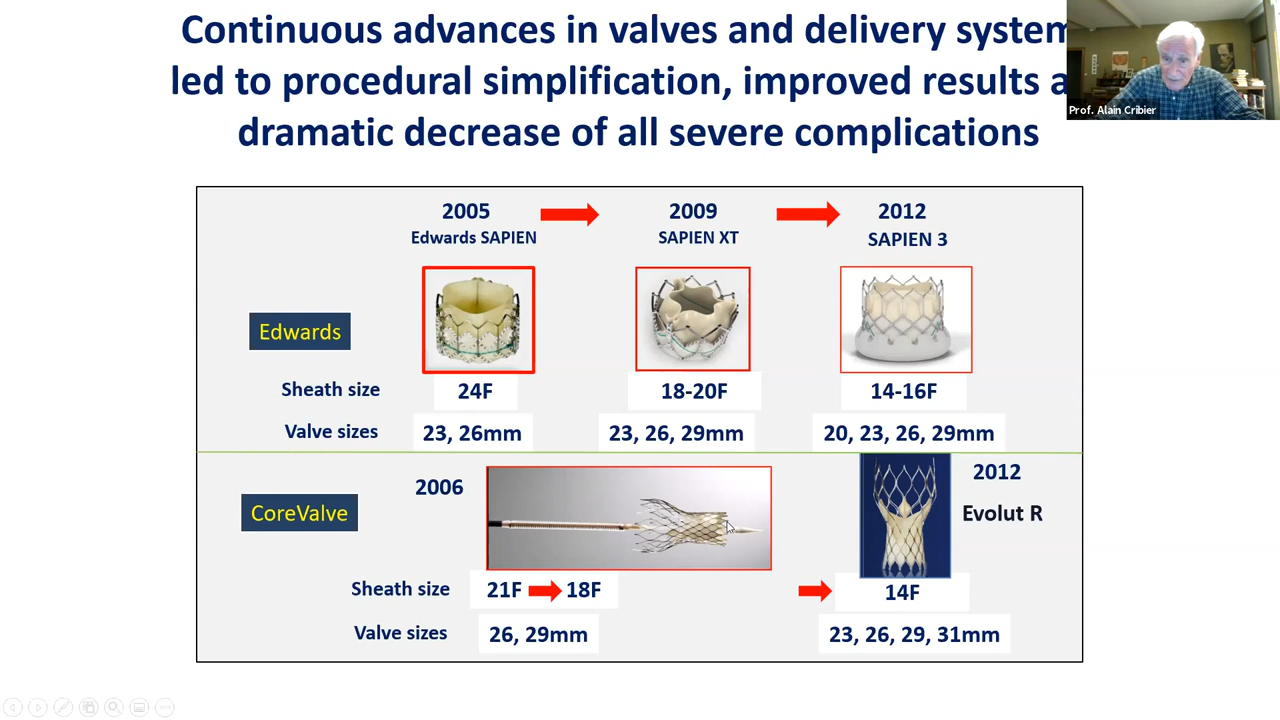 Continuous advances in valves and delivery system
led to procedural simplification, improved results a
dramatic decrease of all severe complications
Prof. Alain Cribier
2005
2009
2012
Edwards SAPIEN
SAPIEN XT
SAPIEN 3
Edwards
Sheath size
24F
18-20F
14-16F
Valve sizes
23, 26mm
23, 26, 29mm
20, 23, 26, 29mm
2006
2012
CoreValve
Evolut R
Sheath size
21F
18F
14F
Valve sizes
26, 29mm
23, 26, 29, 31mm